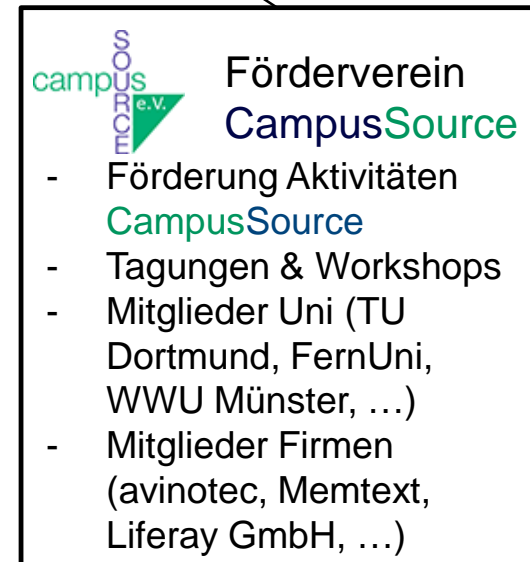 campus
SOURCE
e.V.
Förderverein
CampusSource
- Förderung Aktivitäten
CampusSource
- Tagungen & Workshops
- Mitglieder Uni (TU
Dortmund, FernUni,
WWU Münster, …)
- Mitglieder Firmen
(avinotec, Memtext,
Liferay GmbH, …)